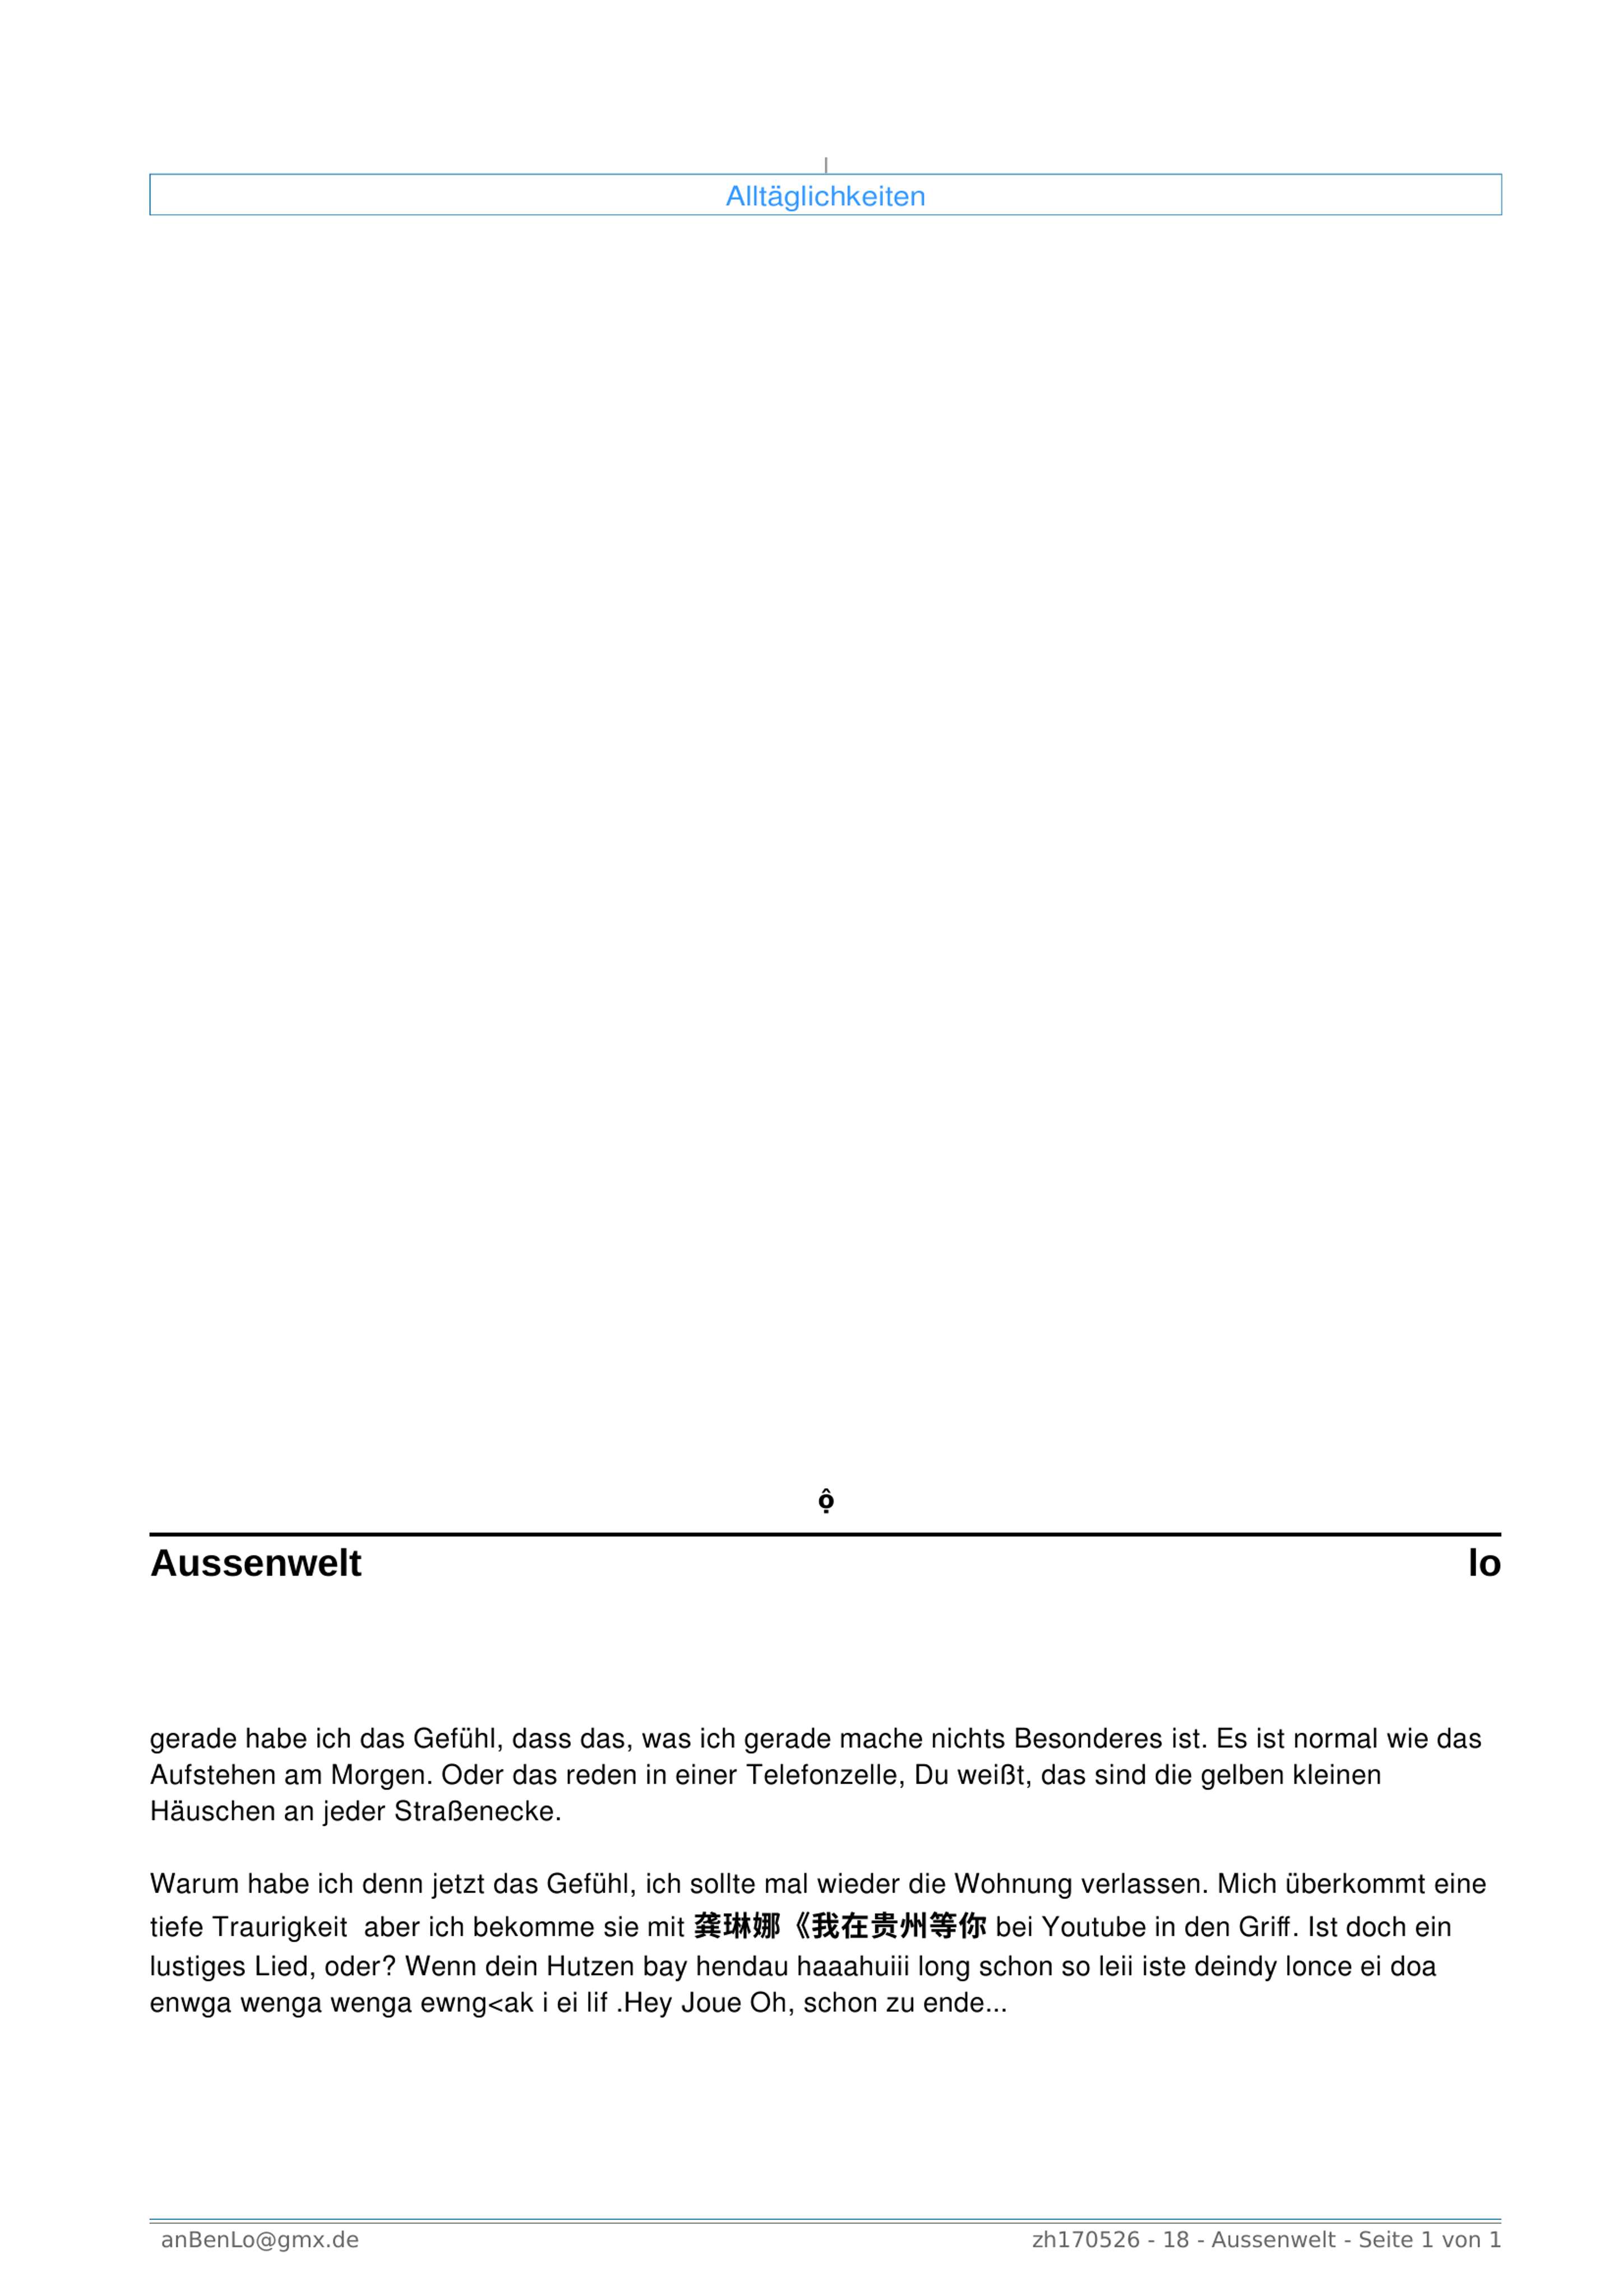 Alltäglichkeiten
ộ
Aussenwelt lo
gerade habe ich das Gefühl, dass das, was ich gerade mache nichts Besonderes ist. Es ist normal wie das
Aufstehen am Morgen. Oder das reden in einer Telefonzelle, Du weißt, das sind die gelben kleinen
Häuschen an jeder Straßenecke.
Warum habe ich denn jetzt das Gefühl, ich sollte mal wieder die Wohnung verlassen. Mich überkommt eine
tiefe Traurigkeit  aber ich bekomme sie mit 龚琳娜《我在贵州等你 bei Youtube in den Griff. Ist doch ein
lustiges Lied, oder? Wenn dein Hutzen bay hendau haaahuiii long schon so leii iste deindy lonce ei doa
enwga wenga wenga ewng<ak i ei lif .Hey Joue Oh, schon zu ende...
anBenLo@gmx.de zh170526 - 18 - Aussenwelt - Seite 1 von 1